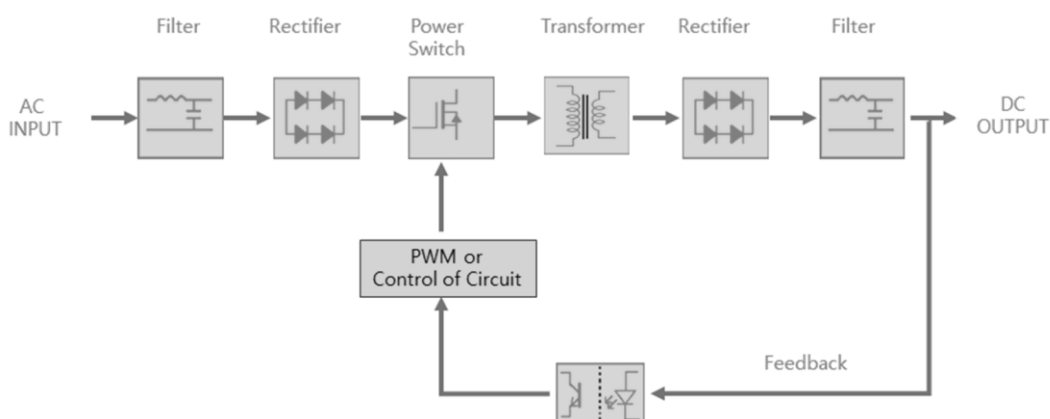 Filter
Rectifier
Power
Switch
Transformer
Rectifier
Filter
AC
INPUT
DC
OUTPUT
PWM or
Control of Circuit
Feedback